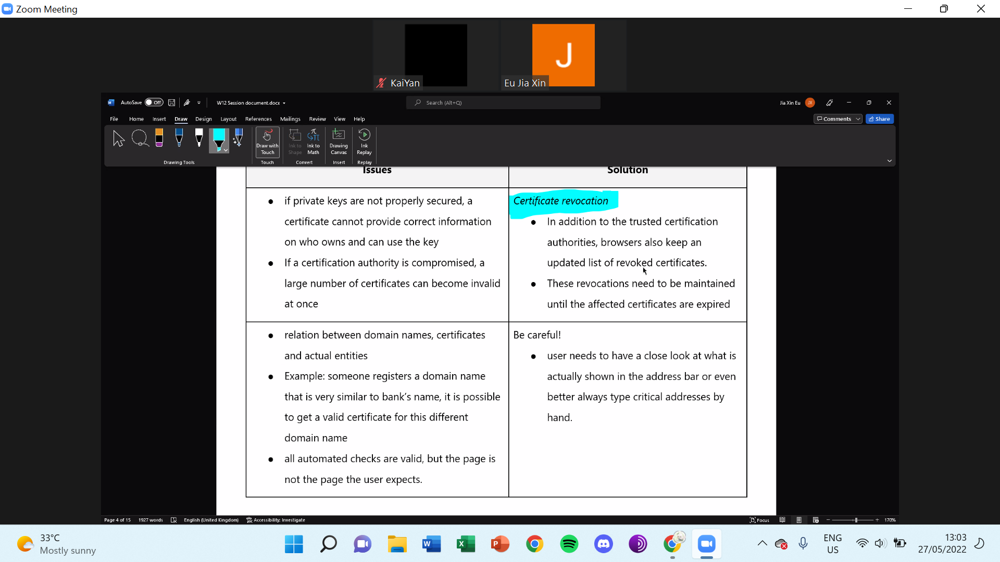 Zoom Meeting
J
KaiYan
Eu Jia Xin
AutoSave Off
W12 Session document.docx
Search (Alt+Q)
Jia Xin Eu
JX
File Home Insert Draw Design Layout References Mailings Review View Help
Comments
Share
Draw with
Touch
Ink to
Shape
Ink to
Math
Drawing
Canvas
Ink
Replay
Drawing Tools
Touch
Convert
Insert
Replay
Issues
Solution
• if private keys are not properly secured, a
certificate cannot provide correct information
on who owns and can use the key
• If a certification authority is compromised, a
large number of certificates can become invalid
at once
Certificate revocation
• In addition to the trusted certification
authorities, browsers also keep an
updated list of revoked certificates.
• These revocations need to be maintained
until the affected certificates are expired
• relation between domain names, certificates
and actual entities
• Example: someone registers a domain name
that is very similar to bank's name, it is possible
to get a valid certificate for this different
domain name
• all automated checks are valid, but the page is
not the page the user expects.
Be careful!
• user needs to have a close look at what is
actually shown in the address bar or even
better always type critical addresses by
hand.
Page 4 of 15 1927 words English (United Kingdom) Accessibility: Investigate
Focus
170%
33°C
Mostly sunny
ENG
US
13:03
27/05/2022